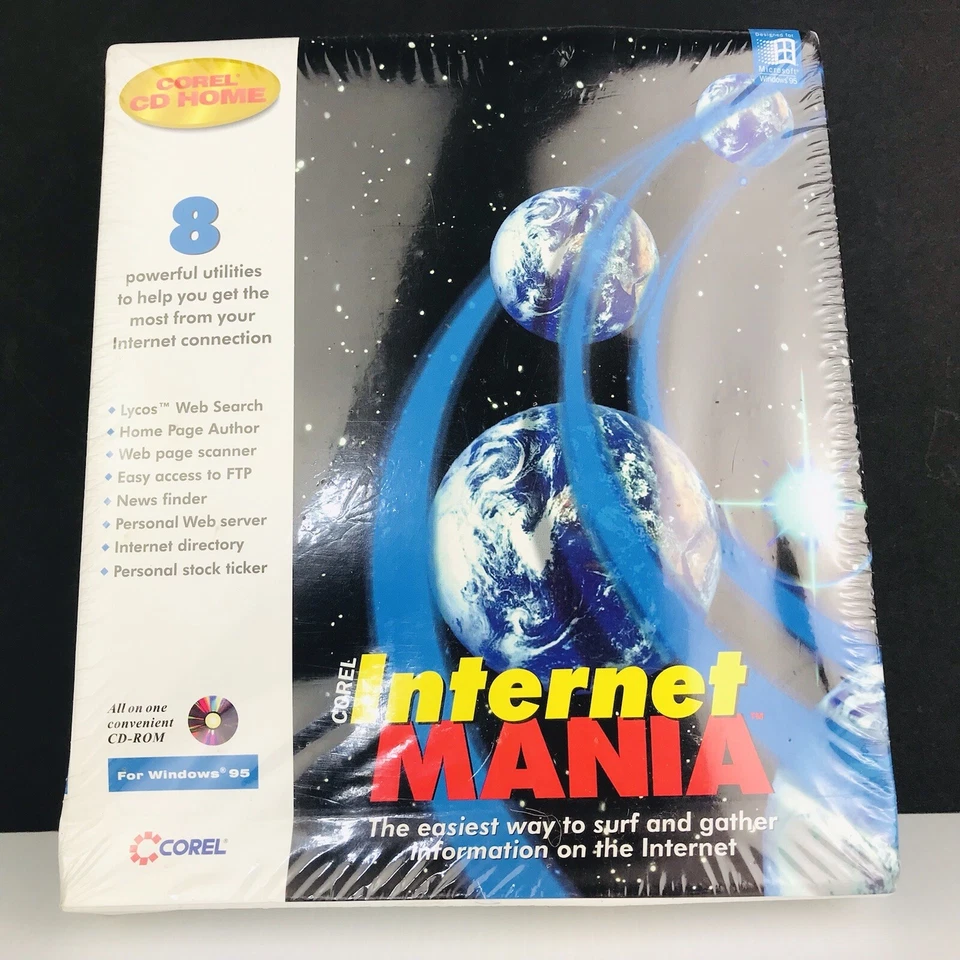 COREL®
CD HOME
8
powerful utilities
to help you get the
most from your
Internet connection
Lycos™ Web Search
Home Page Author
Web page scanner
Easy access to FTP
News finder
Personal Web server
Internet directory
Personal stock ticker
All on one
convenient
CD-ROM
For Windows® 95
COREL®
Designed for
Microsoft®
Windows 95
COREL
Internet
MANIA™
The easiest way to surf and gather
information on the Internet